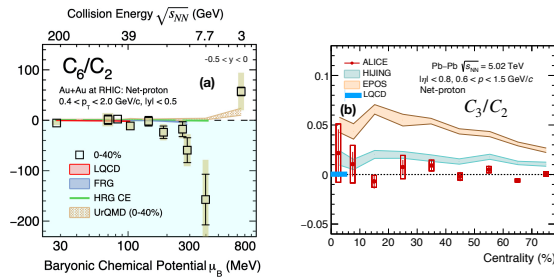 Collision Energy √sNN (GeV)
200 39 7.7 3
C6/C2
-0.5 < y < 0
(a)
Au+Au at RHIC: Net-proton
0.4 < pT < 2.0 GeV/c, |y| < 0.5
100
0
−100
−200
0-40%
LQCD
FRG
HRG CE
UrQMD (0-40%)
30 100 300 800
Baryonic Chemical Potential μB (MeV)
ALICE
HIJING
EPOS
LQCD
Pb–Pb √sNN = 5.02 TeV
|η| < 0.8, 0.6 < p < 1.5 GeV/c
Net-proton
(b)
C3/C2
0.1
0.05
0
−0.05
0 10 20 30 40 50 60 70
Centrality (%)